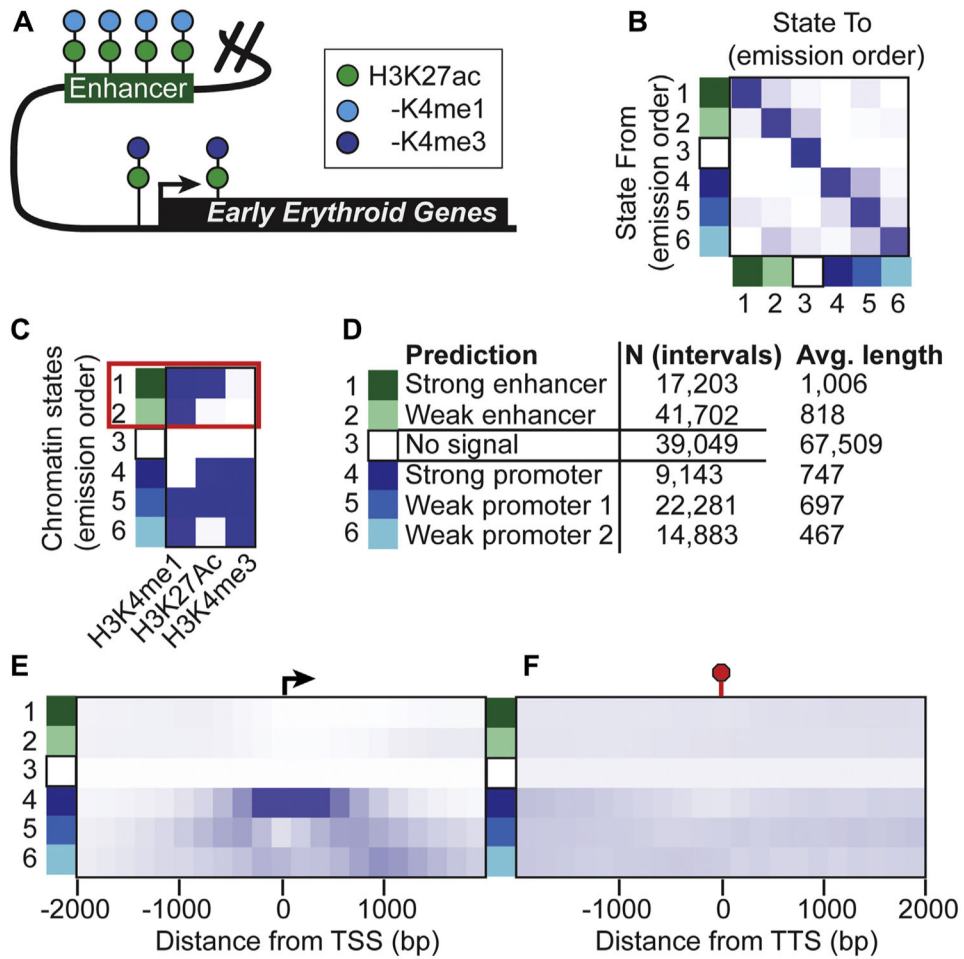 A
Enhancer
H3K27ac
-K4me1
-K4me3
Early Erythroid Genes
B
State To
(emission order)
State From
(emission order)
1
2
3
4
5
6
1 2 3 4 5 6
C
Chromatin states
(emission order)
1
2
3
4
5
6
H3K4me1
H3K27Ac
H3K4me3
D
Prediction N (intervals) Avg. length
1 Strong enhancer 17,203 1,006
2 Weak enhancer 41,702 818
3 No signal 39,049 67,509
4 Strong promoter 9,143 747
5 Weak promoter 1 22,281 697
6 Weak promoter 2 14,883 467
E
1
2
3
4
5
6
-2000 -1000 0 1000
Distance from TSS (bp)
F
-1000 0 1000 2000
Distance from TTS (bp)